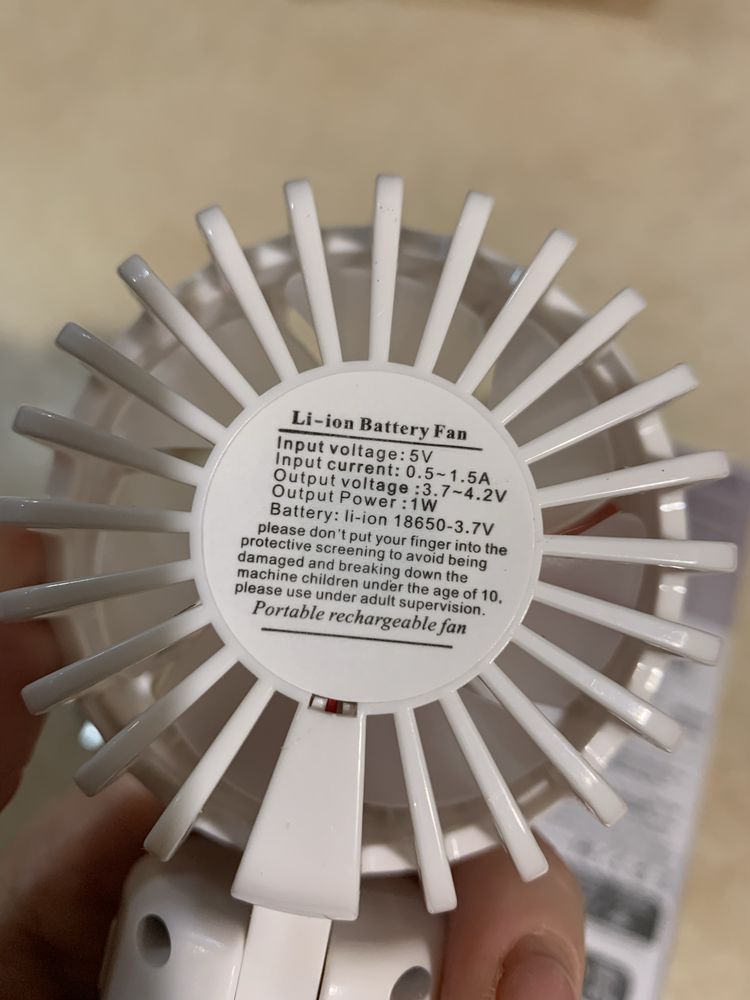 Li-ion Battery Fan
Input voltage: 5V
Input current: 0.5~1.5A
Output voltage :3.7~4.2V
Output Power :1W
Battery: li-ion 18650-3.7V
please don't put your finger into the
protective screening to avoid being
damaged and breaking down the
machine children under the age of 10,
please use under adult supervision.
Portable rechargeable fan